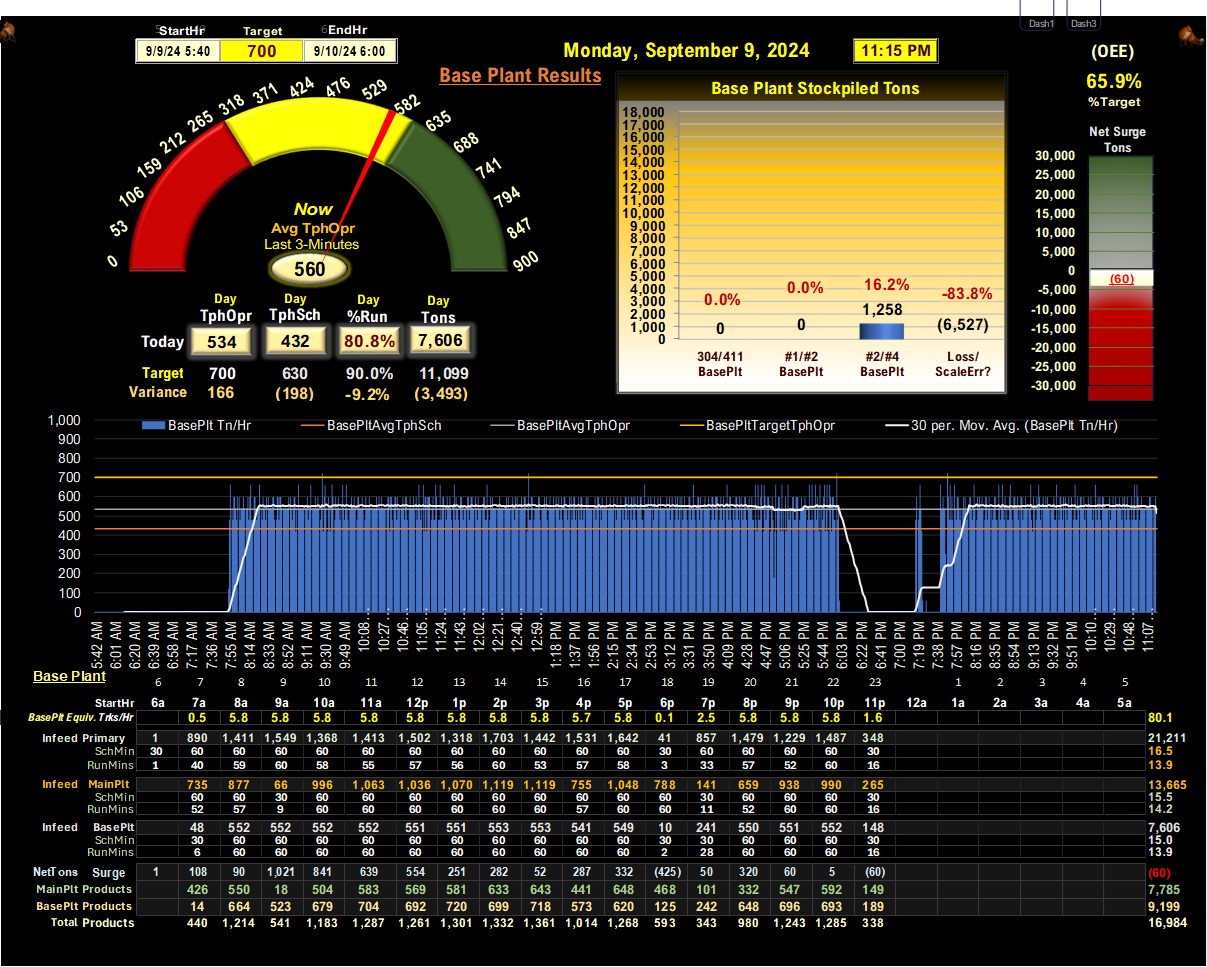 Dash1 Dash3
StartHr Target EndHr
9/9/24 5:40 700 9/10/24 6:00
Monday, September 9, 2024 11:15 PM
(OEE)
65.9%
%Target
Base Plant Results
0 53 106 159 212 265 318 371 424 476 529 582 635 688 741 794 847 900
Now
Avg TphOpr
Last 3-Minutes
560
Day Day Day Day
TphOpr TphSch %Run Tons
Today 534 432 80.8% 7,606
Target 700 630 90.0% 11,099
Variance 166 (198) -9.2% (3,493)
Base Plant Stockpiled Tons
18,000
17,000
16,000
15,000
14,000
13,000
12,000
11,000
10,000
9,000
8,000
7,000
6,000
5,000
4,000
3,000
2,000
1,000
0
0.0% 0.0% 16.2% -83.8%
0 0 1,258 (6,527)
304/411 #1/#2 #2/#4 Loss/
BasePlt BasePlt BasePlt ScaleErr?
Net Surge
Tons
30,000
25,000
20,000
15,000
10,000
5,000
0
(60)
-5,000
-10,000
-15,000
-20,000
-25,000
-30,000
BasePlt Tn/Hr BasePltAvgTphSch BasePltAvgTphOpr BasePltTargetTphOpr 30 per. Mov. Avg. (BasePlt Tn/Hr)
1,000
900
800
700
600
500
400
300
200
100
0
5:42 AM 6:01 AM 6:20 AM 6:39 AM 6:58 AM 7:17 AM 7:36 AM 7:55 AM 8:14 AM 8:33 AM 8:52 AM 9:11 AM 9:30 AM 9:49 AM 10:08... 10:27... 10:46... 11:05... 11:24... 11:43... 12:02... 12:21... 12:40... 12:59... 1:18 PM 1:37 PM 1:56 PM 2:15 PM 2:34 PM 2:53 PM 3:12 PM 3:31 PM 3:50 PM 4:09 PM 4:28 PM 4:47 PM 5:06 PM 5:25 PM 5:44 PM 6:03 PM 6:22 PM 6:41 PM 7:00 PM 7:19 PM 7:38 PM 7:57 PM 8:16 PM 8:35 PM 8:54 PM 9:13 PM 9:32 PM 9:51 PM 10:10... 10:29... 10:48... 11:07...
Base Plant
6 7 8 9 10 11 12 13 14 15 16 17 18 19 20 21 22 23 1 2 3 4 5
StartHr 6a 7a 8a 9a 10a 11a 12p 1p 2p 3p 4p 5p 6p 7p 8p 9p 10p 11p 12a 1a 2a 3a 4a 5a
BasePlt Equiv. Trks/Hr 0.5 5.8 5.8 5.8 5.8 5.8 5.8 5.8 5.8 5.7 5.8 0.1 2.5 5.8 5.8 5.8 1.6 80.1
Infeed Primary 1 890 1,411 1,549 1,368 1,413 1,502 1,318 1,703 1,442 1,531 1,642 41 857 1,479 1,229 1,487 348 21,211
SchMin 30 60 60 60 60 60 60 60 60 60 60 60 30 60 60 60 60 30 16.5
RunMins 1 40 59 60 58 55 57 56 60 53 57 58 3 33 57 52 60 16 13.9
Infeed MainPlt 735 877 66 996 1,063 1,036 1,070 1,119 1,119 755 1,048 788 141 659 938 990 265 13,665
SchMin 60 60 30 60 60 60 60 60 60 60 60 60 30 60 60 60 30 15.5
RunMins 52 57 9 60 60 60 60 60 9 57 60 60 11 52 60 60 16 14.2
Infeed BasePlt 48 552 552 552 552 551 551 553 553 541 549 10 241 550 551 552 148 7,606
SchMin 30 60 60 60 60 60 60 60 60 60 60 30 30 60 60 60 30 15.0
RunMins 6 60 60 60 60 60 60 60 60 60 60 2 28 60 60 60 16 13.9
NetTons Surge 1 108 90 1,021 841 639 554 251 282 52 287 332 (425) 50 320 60 5 (60) (60)
MainPlt Products 426 550 18 504 583 569 581 633 643 441 648 468 101 332 547 592 149 7,785
BasePlt Products 14 664 523 679 704 692 720 699 718 573 620 125 242 648 696 693 189 9,199
Total Products 440 1,214 541 1,183 1,287 1,261 1,301 1,332 1,361 1,014 1,268 593 343 980 1,243 1,285 338 16,984